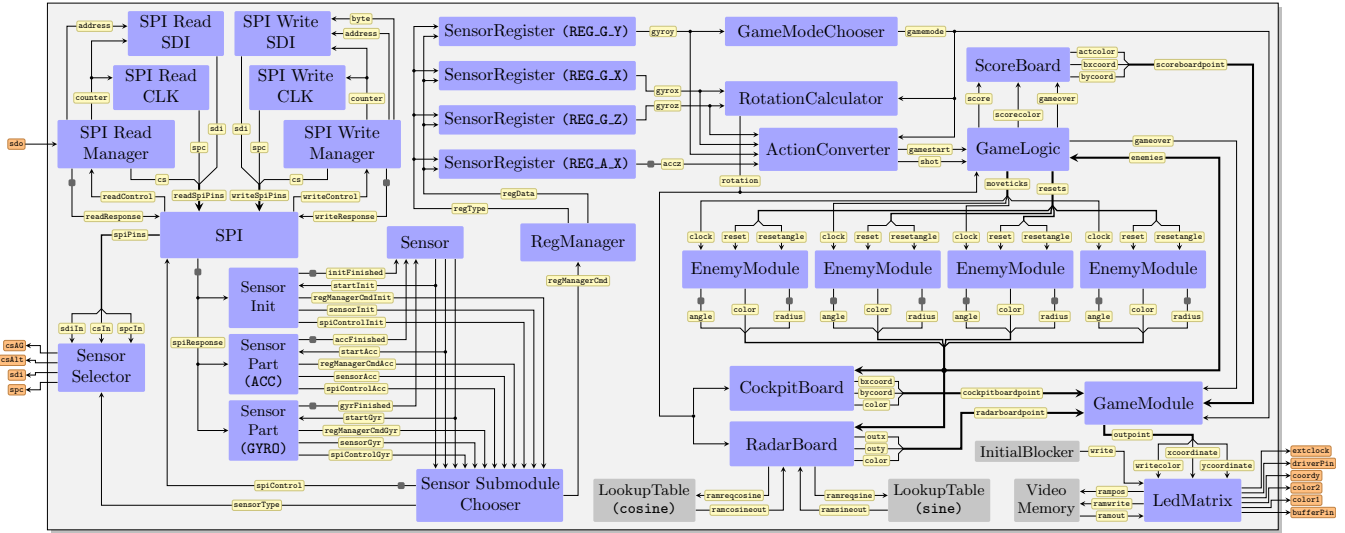 address
SPI Read
SDI
SPI Write
SDI
byte
address
SPI Read
CLK
SPI Write
CLK
counter
counter
sdi
spc
sdi
spc
sdo
SPI Read
Manager
SPI Write
Manager
cs
cs
readControl
readSpiPins
writeSpiPins
writeControl
readResponse
writeResponse
SPI
spiPins
sdiIn
csIn
spcIn
Sensor
Selector
csAG
csAlt
sdi
spc
spiResponse
Sensor
Init
initFinished
startInit
regManagerCmdInit
sensorInit
spiControlInit
Sensor
Part
(ACC)
accFinished
startAcc
regManagerCmdAcc
sensorAcc
spiControlAcc
Sensor
Part
(GYRO)
gyrFinished
startGyr
regManagerCmdGyr
sensorGyr
spiControlGyr
Sensor
RegManager
regData
regType
regManagerCmd
Sensor Submodule
Chooser
spiControl
sensorType
SensorRegister (REG_G_Y)
SensorRegister (REG_G_X)
SensorRegister (REG_G_Z)
SensorRegister (REG_A_X)
gyroy
gyrox
gyroz
accz
GameModeChooser
gamemode
RotationCalculator
ActionConverter
rotation
gamestart
shot
ScoreBoard
actcolor
bxcoord
bycoord
scoreboardpoint
score
scorecolor
gameover
GameLogic
gameover
enemies
moveticks
resets
clock
reset
resetangle
clock
reset
resetangle
clock
reset
resetangle
clock
reset
resetangle
EnemyModule
EnemyModule
EnemyModule
EnemyModule
angle
color
radius
angle
color
radius
angle
color
radius
angle
color
radius
CockpitBoard
bxcoord
bycoord
color
cockpitboardpoint
RadarBoard
outx
outy
color
radarboardpoint
GameModule
outpoint
InitialBlocker
write
xcoordinate
writecolor
ycoordinate
LookupTable
(cosine)
ramreqcosine
ramcosineout
ramreqsine
ramsineout
LookupTable
(sine)
Video
Memory
rampos
ramwrite
ramout
LedMatrix
extclock
driverPin
coordy
color2
color1
bufferPin